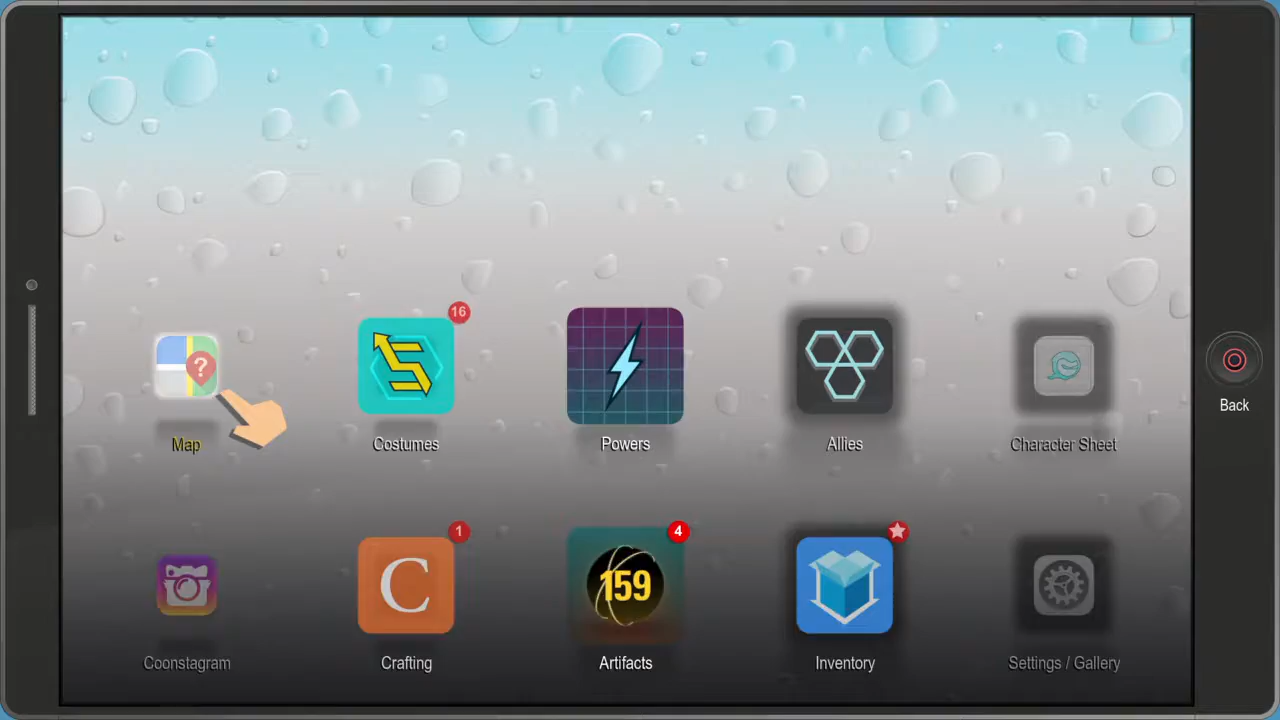 ?
16
Map
Costumes
Powers
Allies
Character Sheet
Back
1
4
C
159
Coonstagram
Crafting
Artifacts
Inventory
Settings / Gallery